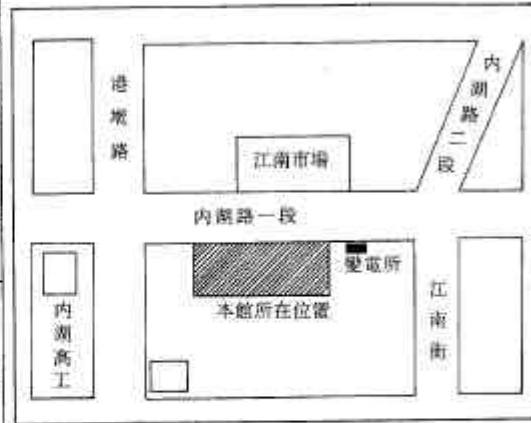 港墘路
內湖路二段
江南市場
內湖路一段
變電所
本館所在位置
江南街
內湖高工